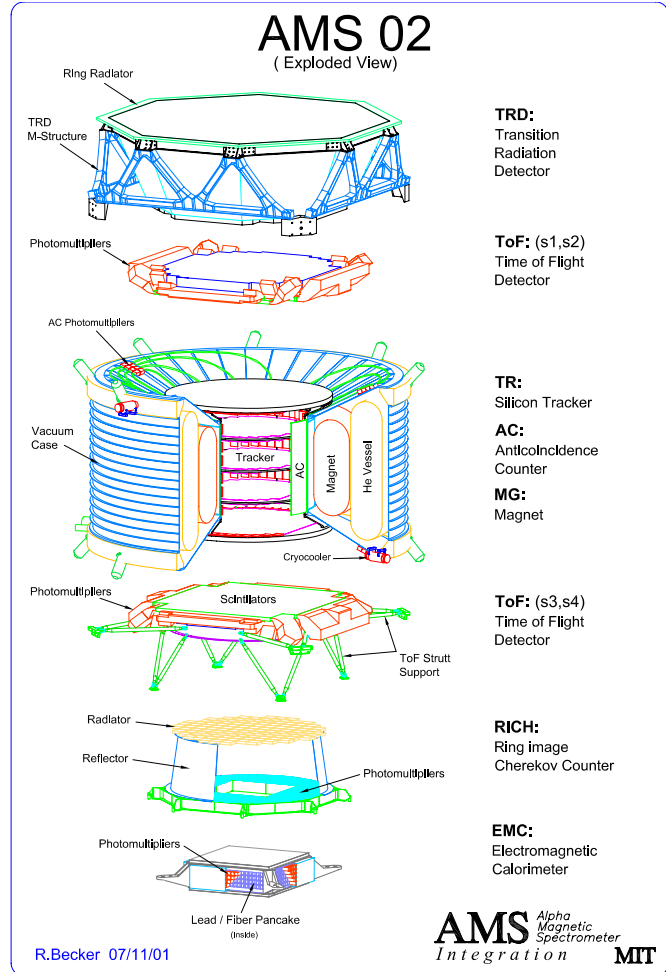 AMS 02
( Exploded View)
RIng RadIator
TRD
M-Structure
TRD:
Transition
Radiation
Detector
PhotomultIplIers
ToF: (s1,s2)
Time of Flight
Detector
AC PhotomultIplIers
Vacuum
Case
Tracker
AC
Magnet
He Vessel
Cryocooler
TR:
Silicon Tracker
AC:
AntIcoIncIdence
Counter
MG:
Magnet
PhotomultIplIers
ScIntIllators
ToF Strutt
Support
ToF: (s3,s4)
Time of Flight
Detector
RadIator
Reflector
PhotomultIplIers
RICH:
Ring image
Cherekov Counter
PhotomultIpliers
Lead / Fiber Pancake
(Inside)
EMC:
Electromagnetic
Calorimeter
R.Becker 07/11/01
AMS Alpha
Magnetic
Spectrometer
Integration MIT